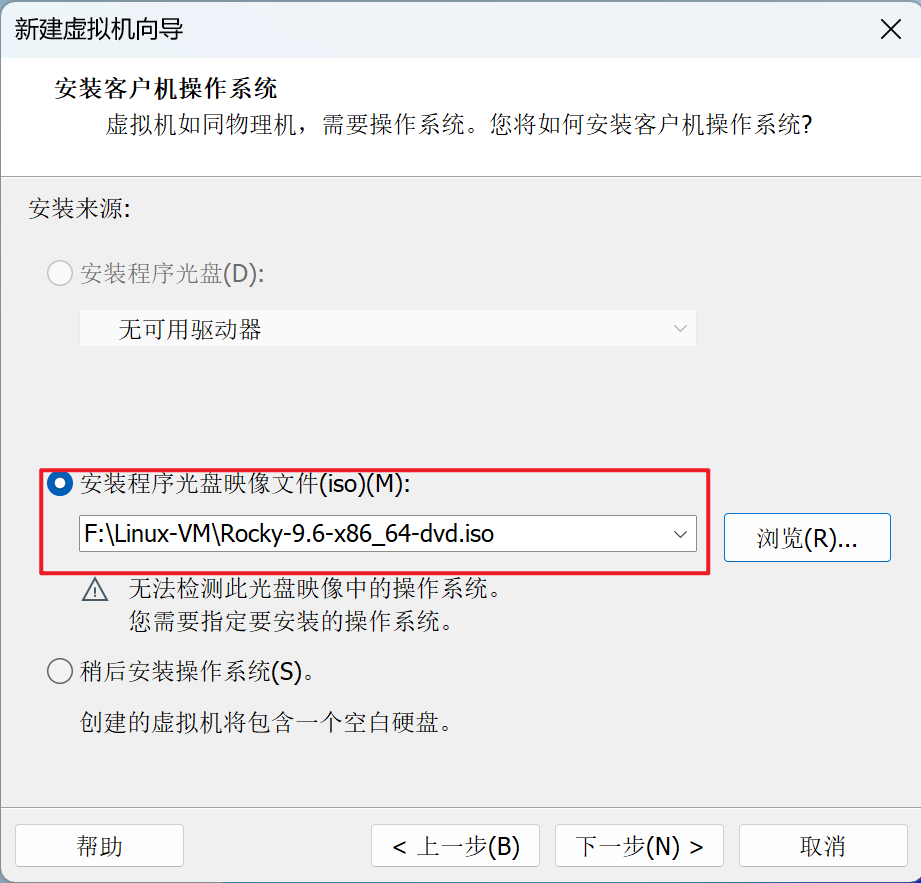 新建虚拟机向导
安装客户机操作系统
虚拟机如同物理机，需要操作系统。您将如何安装客户机操作系统?
安装来源:
安装程序光盘(D):
无可用驱动器
安装程序光盘映像文件(iso)(M):
F:\Linux-VM\Rocky-9.6-x86_64-dvd.iso
浏览(R)...
无法检测此光盘映像中的操作系统。
您需要指定要安装的操作系统。
稍后安装操作系统(S)。
创建的虚拟机将包含一个空白硬盘。
帮助
< 上一步(B)
下一步(N) >
取消